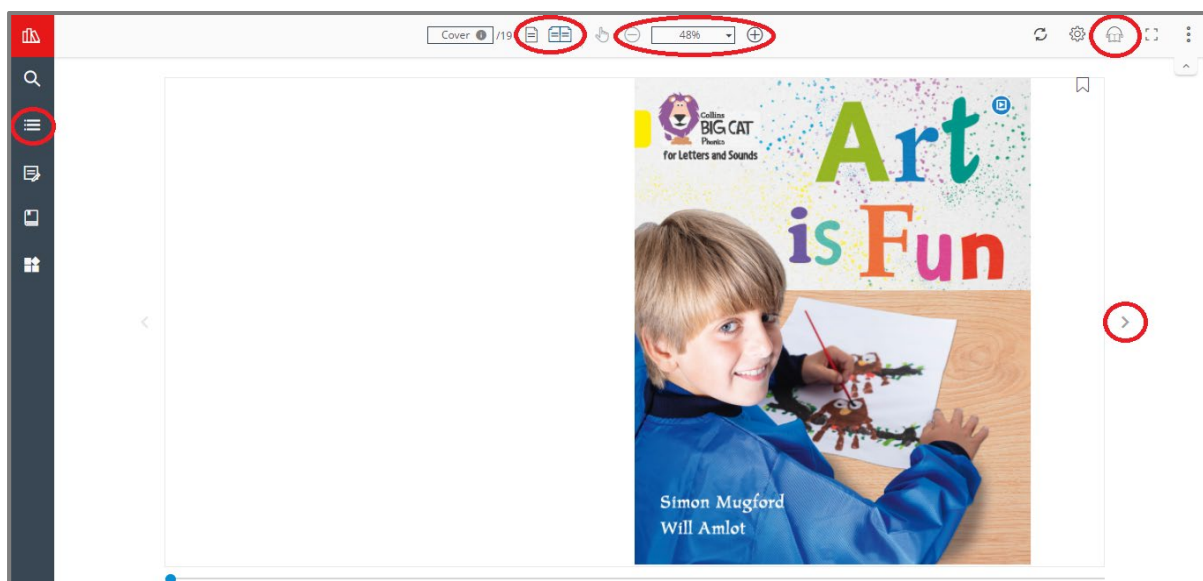 Cover /19
48%
Collins
BIG CAT
Phonics
for Letters and Sounds
Art
is Fun
Simon Mugford
Will Amlot